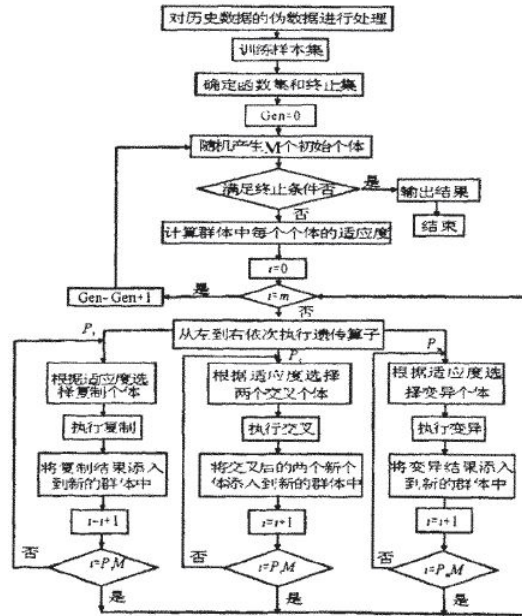 对历史数据的伪数据进行处理
训练样本集
确定函数集和终止集
Gen=0
随机产生M个初始个体
满足终止条件否
是
输出结果
结束
否
计算群体中每个个体的适应度
i=0
i=m
是
Gen=Gen+1
否
从左到右依次执行遗传算子
根据适应度选
择复制个体
执行复制
将复制结果添入
到新的群体中
i=i+1
否
是
根据适应度选择
两个交叉个体
执行交叉
将交叉后的两个新个
体添入到新的群体中
i=i+1
否
是
根据适应度选
择变异个体
执行变异
将变异结果添入
到新的群体中
i=i+1
否
是